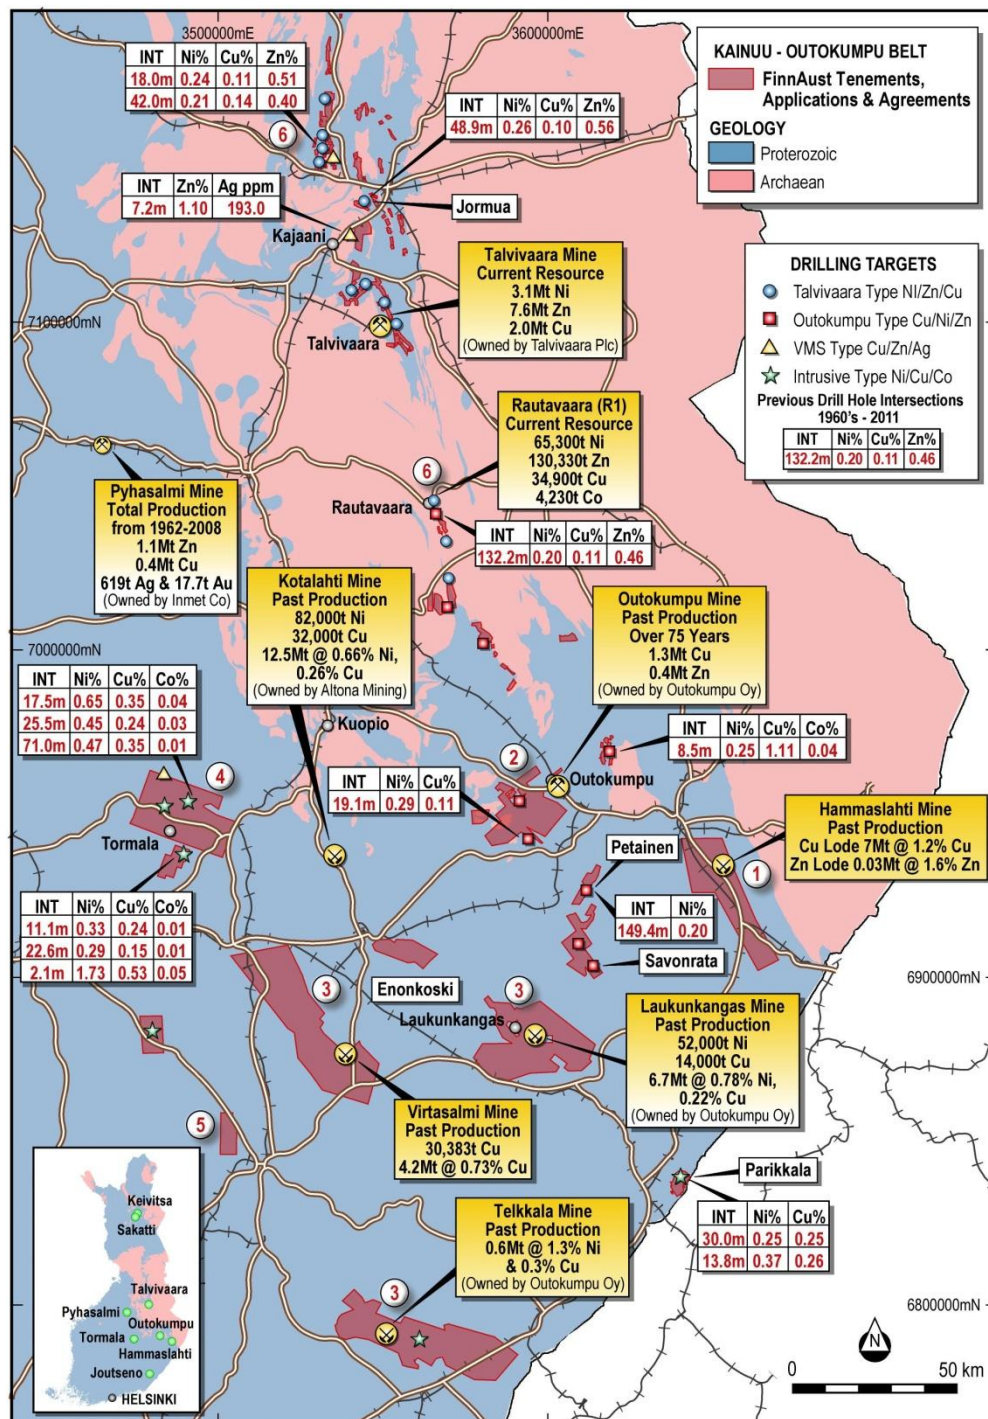 3500000mE
3600000mE
INT Ni% Cu% Zn%
18.0m 0.24 0.11 0.51
42.0m 0.21 0.14 0.40
6
INT Ni% Cu% Zn%
48.9m 0.26 0.10 0.56
INT Zn% Ag ppm
7.2m 1.10 193.0
Jormua
Kajaani
KAINUU - OUTOKUMPU BELT
FinnAust Tenements,
Applications & Agreements
GEOLOGY
Proterozoic
Archaean
Talvivaara Mine
Current Resource
3.1Mt Ni
7.6Mt Zn
2.0Mt Cu
(Owned by Talvivaara Plc)
7100000mN
Talvivaara
DRILLING TARGETS
Talvivaara Type NI/Zn/Cu
Outokumpu Type Cu/Ni/Zn
VMS Type Cu/Zn/Ag
Intrusive Type Ni/Cu/Co
Previous Drill Hole Intersections
1960's - 2011
INT Ni% Cu% Zn%
132.2m 0.20 0.11 0.46
Rautavaara (R1)
Current Resource
65,300t Ni
130,330t Zn
34,900t Cu
4,230t Co
6
Rautavaara
INT Ni% Cu% Zn%
132.2m 0.20 0.11 0.46
Pyhasalmi Mine
Total Production
from 1962-2008
1.1Mt Zn
0.4Mt Cu
619t Ag & 17.7t Au
(Owned by Inmet Co)
Kotalahti Mine
Past Production
82,000t Ni
32,000t Cu
12.5Mt @ 0.66% Ni,
0.26% Cu
(Owned by Altona Mining)
Outokumpu Mine
Past Production
Over 75 Years
1.3Mt Cu
0.4Mt Zn
(Owned by Outokumpu Oy)
7000000mN
INT Ni% Cu% Co%
17.5m 0.65 0.35 0.04
25.5m 0.45 0.24 0.03
71.0m 0.47 0.35 0.01
Kuopio
INT Ni% Cu% Co%
8.5m 0.25 1.11 0.04
2
Outokumpu
4
INT Ni% Cu%
19.1m 0.29 0.11
Tormala
Hammaslahti Mine
Past Production
Cu Lode 7Mt @ 1.2% Cu
Zn Lode 0.03Mt @ 1.6% Zn
1
Petainen
INT Ni%
149.4m 0.20
INT Ni% Cu% Co%
11.1m 0.33 0.24 0.01
22.6m 0.29 0.15 0.01
2.1m 1.73 0.53 0.05
Savonrata
6900000mN
3
Enonkoski
3
Laukunkangas
Laukunkangas Mine
Past Production
52,000t Ni
14,000t Cu
6.7Mt @ 0.78% Ni,
0.22% Cu
(Owned by Outokumpu Oy)
Virtasalmi Mine
Past Production
30,383t Cu
4.2Mt @ 0.73% Cu
5
Parikkala
INT Ni% Cu%
30.0m 0.25 0.25
13.8m 0.37 0.26
Telkkala Mine
Past Production
0.6Mt @ 1.3% Ni
& 0.3% Cu
(Owned by Outokumpu Oy)
3
6800000mN
Keivitsa
Sakatti
Talvivaara
Pyhasalmi
Outokumpu
Tormala
Hammaslahti
Joutseno
HELSINKI
N
0 50 km